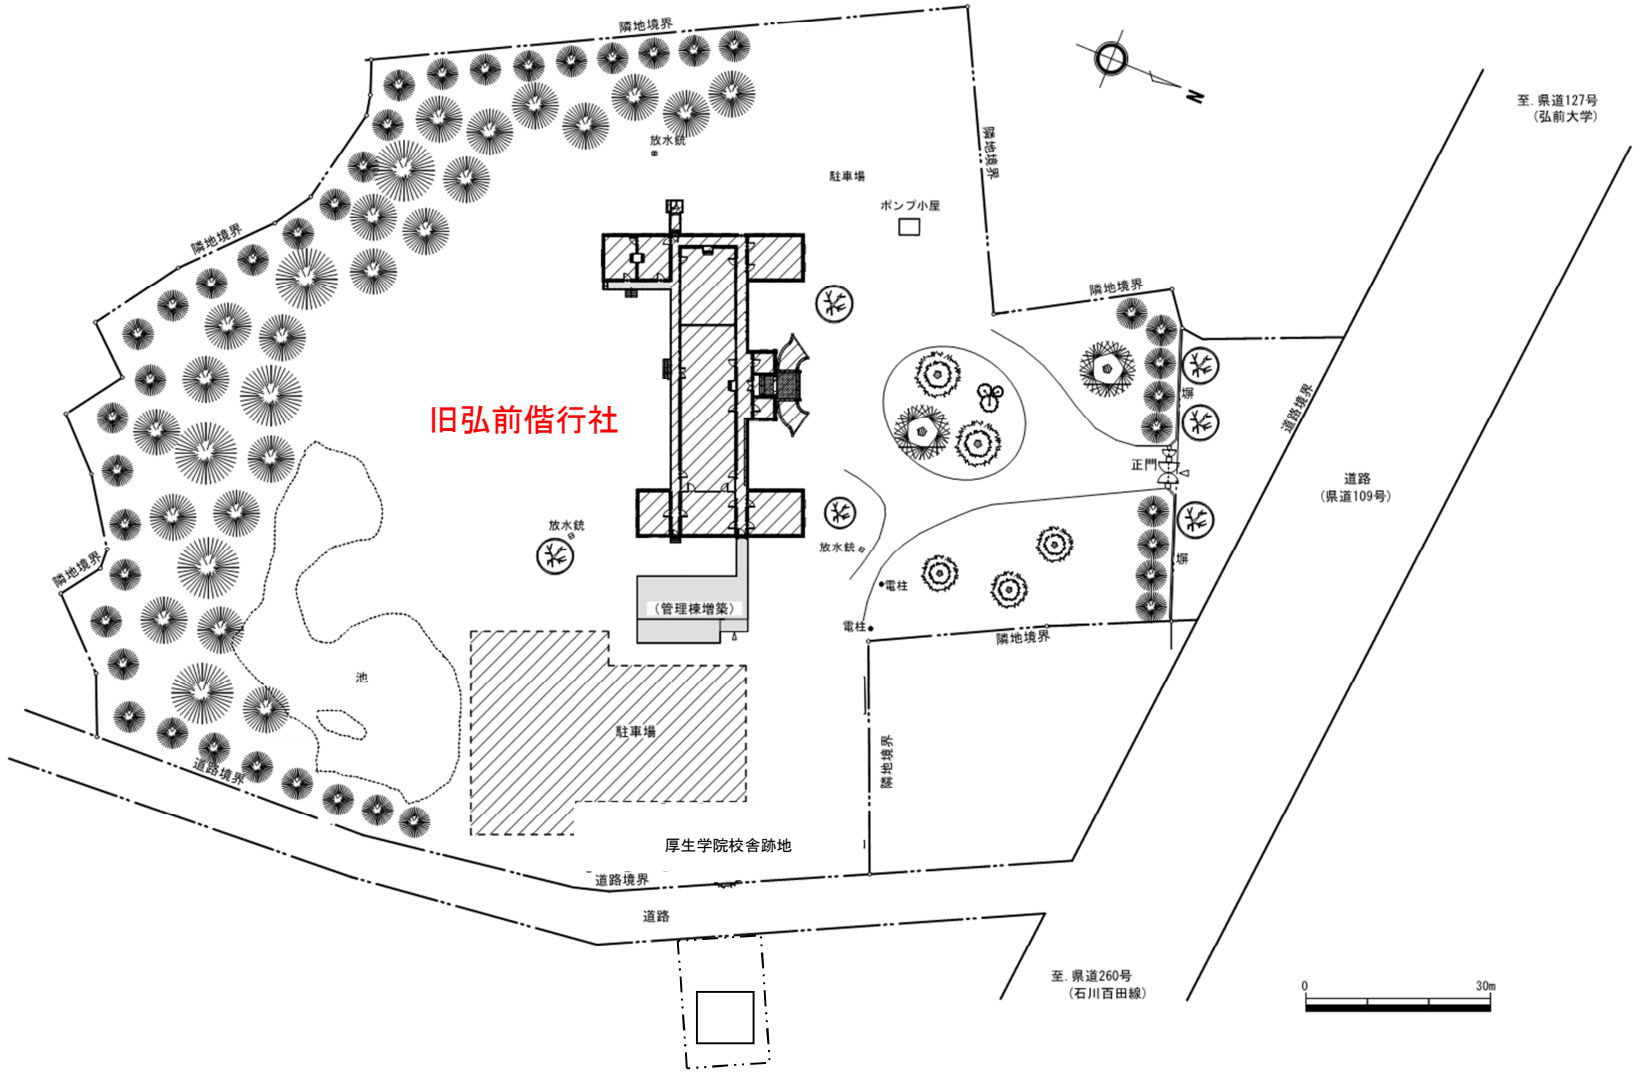 隣地境界
至.県道127号
(弘前大学)
N
放水銃
隣地境界
駐車場
ポンプ小屋
隣地境界
隣地境界
塀
道路境界
旧弘前偕行社
正門
道路
(県道109号)
放水銃
放水銃
塀
隣地境界
電柱
(管理棟増築)
電柱
隣地境界
池
駐車場
隣地境界
道路境界
厚生学院校舎跡地
道路境界
道路
至.県道260号
(石川百田線)
0 30m